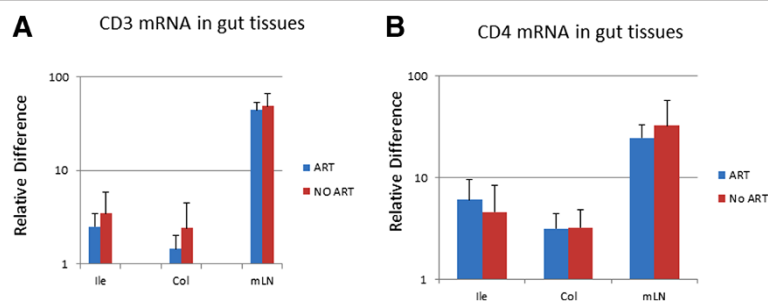 A
CD3 mRNA in gut tissues
Relative Difference
100
10
1
Ile
Col
mLN
ART
NO ART
B
CD4 mRNA in gut tissues
Relative Difference
100
10
1
Ile
Col
mLN
ART
No ART